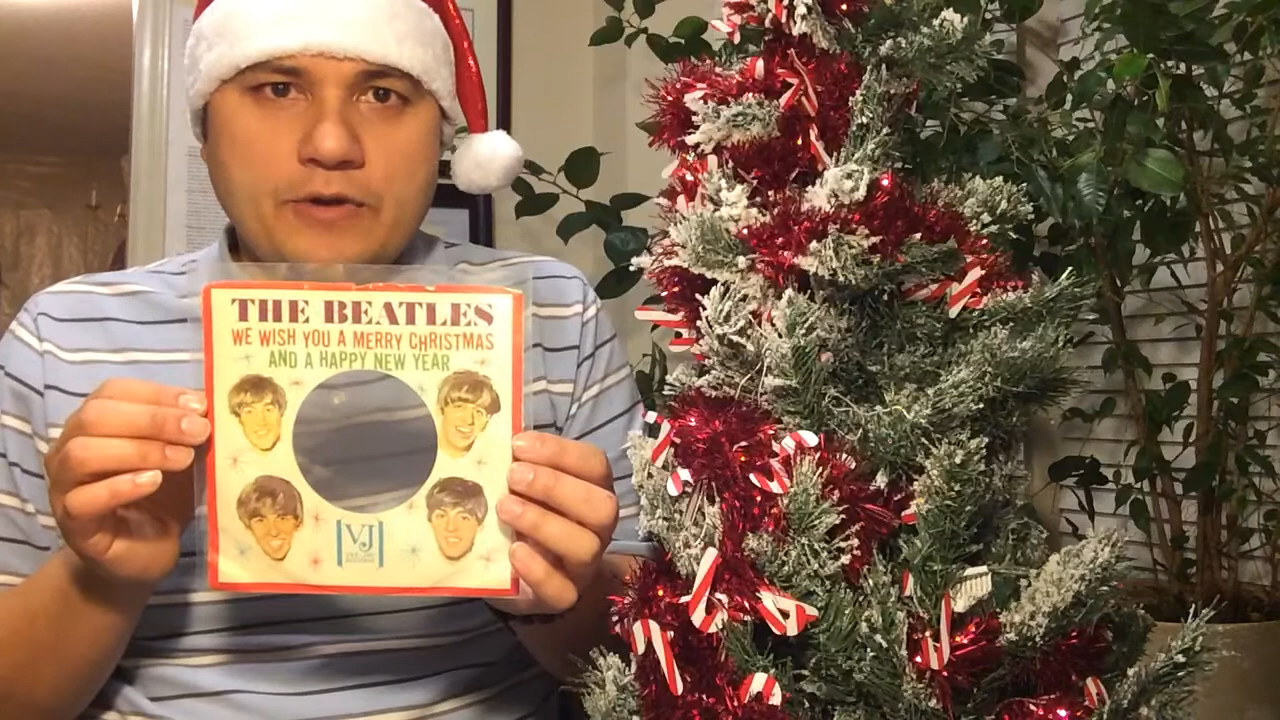 THE BEATLES
WE WISH YOU A MERRY CHRISTMAS
AND A HAPPY NEW YEAR
VJ